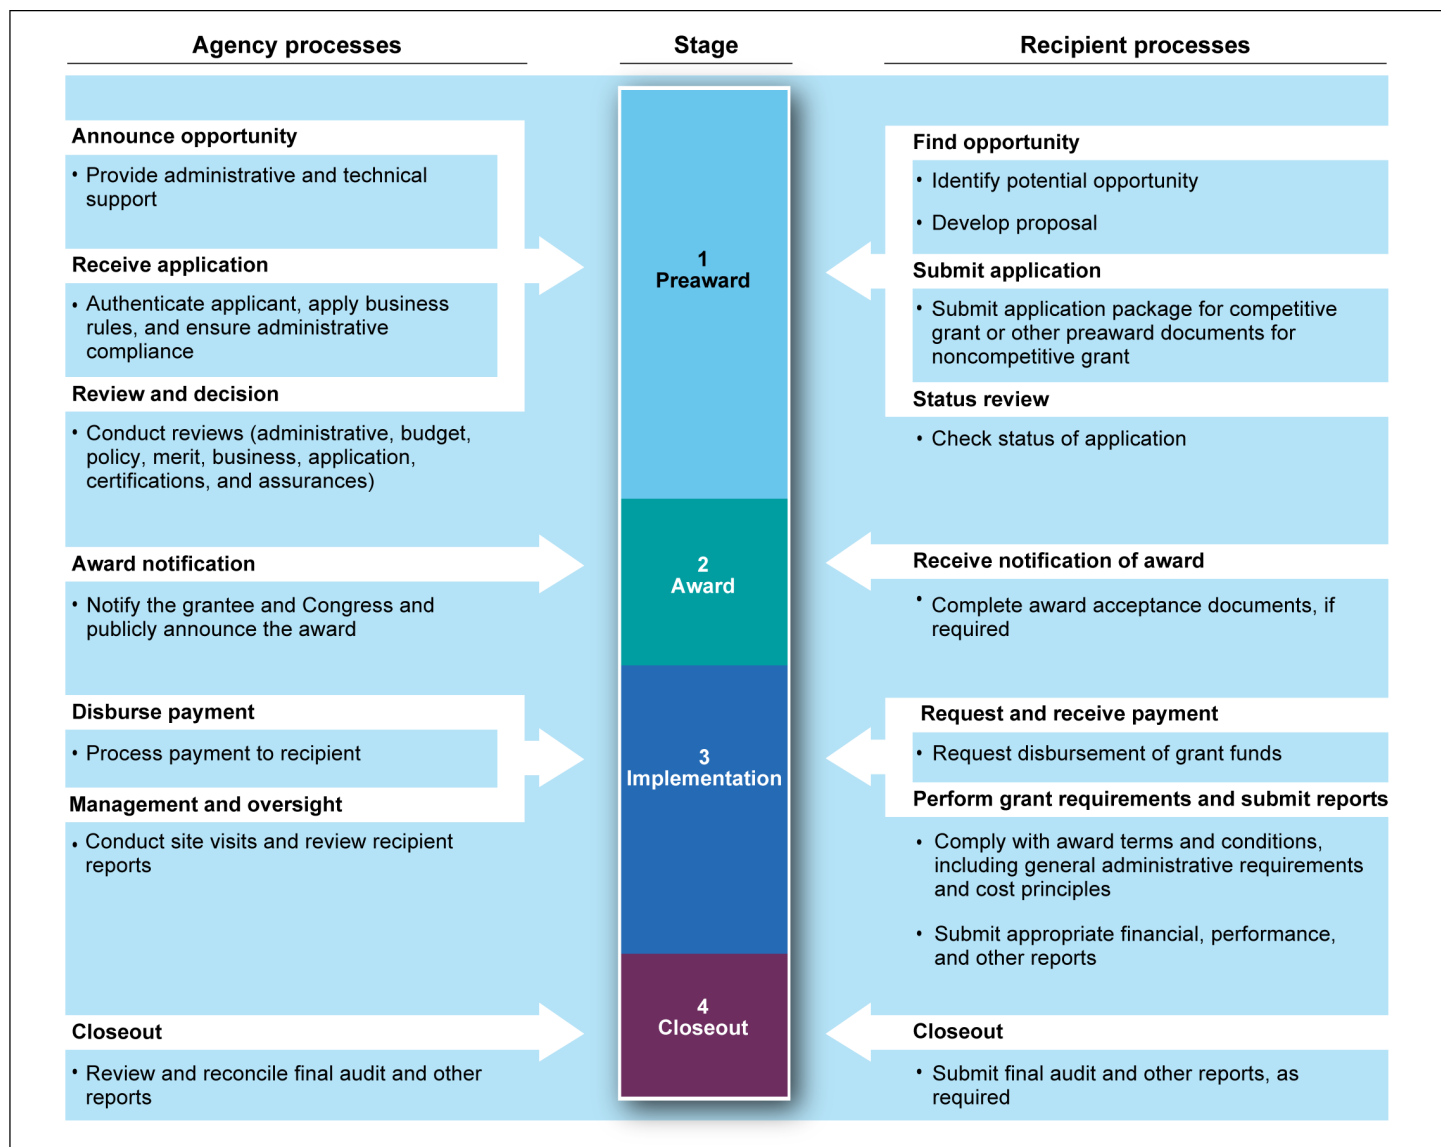 Agency processes
Stage
Recipient processes
Announce opportunity
• Provide administrative and technical
support
Receive application
• Authenticate applicant, apply business
rules, and ensure administrative
compliance
Review and decision
• Conduct reviews (administrative, budget,
policy, merit, business, application,
certifications, and assurances)
1
Preaward
Find opportunity
• Identify potential opportunity
• Develop proposal
Submit application
• Submit application package for competitive
grant or other preaward documents for
noncompetitive grant
Status review
• Check status of application
Award notification
• Notify the grantee and Congress and
publicly announce the award
2
Award
Receive notification of award
• Complete award acceptance documents, if
required
Disburse payment
• Process payment to recipient
Management and oversight
• Conduct site visits and review recipient
reports
3
Implementation
Request and receive payment
• Request disbursement of grant funds
Perform grant requirements and submit reports
• Comply with award terms and conditions,
including general administrative requirements
and cost principles
• Submit appropriate financial, performance,
and other reports
Closeout
• Review and reconcile final audit and other
reports
4
Closeout
Closeout
• Submit final audit and other reports, as
required